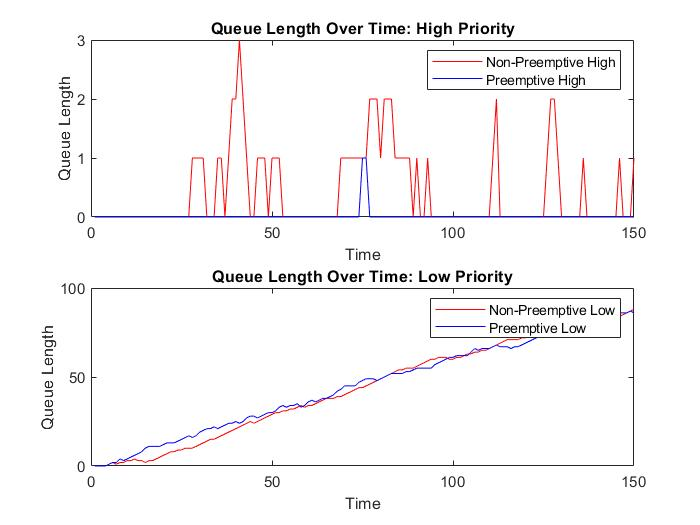 Queue Length Over Time: High Priority
3
2
1
0
Queue Length
Non-Preemptive High
Preemptive High
0
50
100
150
Time
Queue Length Over Time: Low Priority
100
50
0
Queue Length
Non-Preemptive Low
Preemptive Low
0
50
100
150
Time